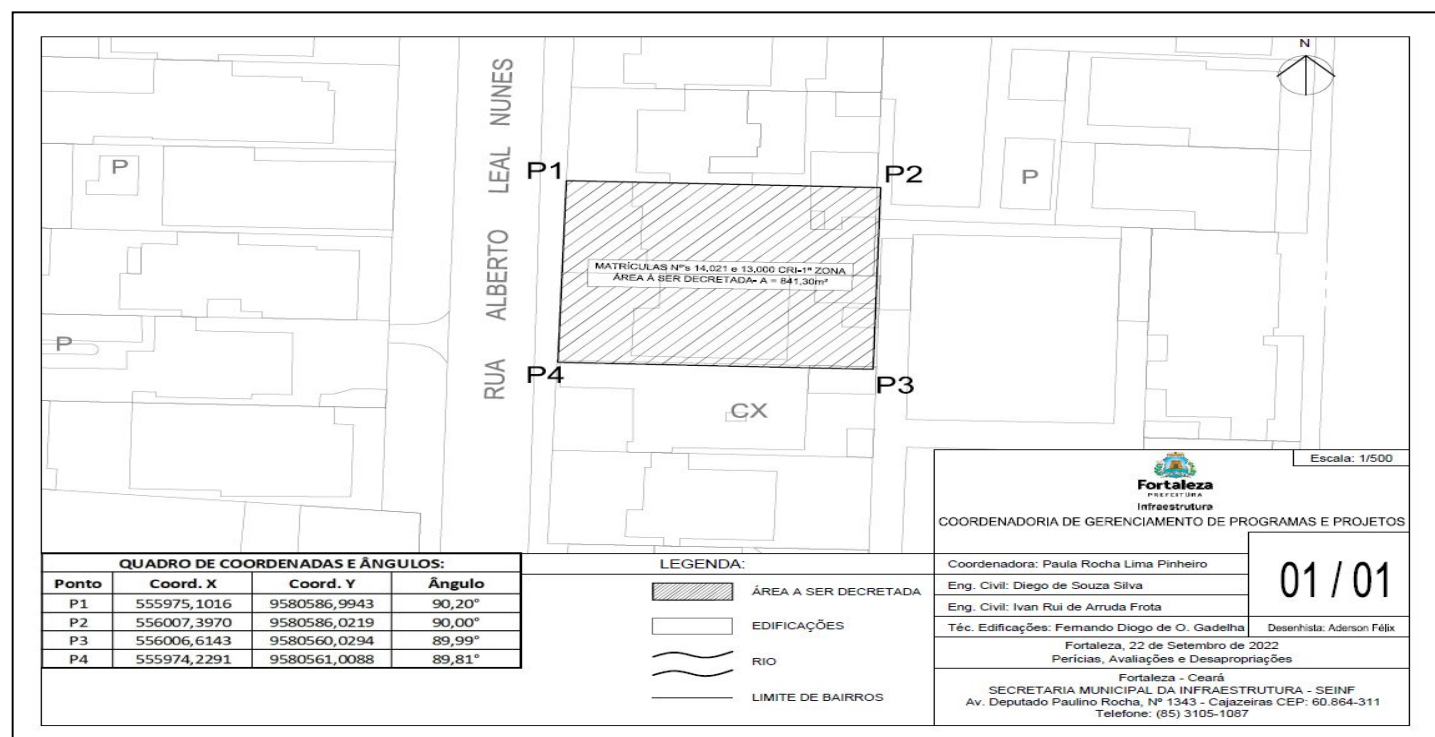 N
RUA ALBERTO LEAL NUNES
P
P1
P2
P
MATRÍCULAS Nºs 14,021 e 13,000 CRI-1ª ZONA
ÁREA À SER DECRETADA- A = 841,30m²
P
P4
P3
CX
QUADRO DE COORDENADAS E ÂNGULOS:
Ponto Coord. X Coord. Y Ângulo
P1 555975,1016 9580586,9943 90,20°
P2 556007,3970 9580586,0219 90,00°
P3 556006,6143 9580560,0294 89,99°
P4 555974,2291 9580561,0088 89,81°
LEGENDA:
ÁREA A SER DECRETADA
EDIFICAÇÕES
RIO
LIMITE DE BAIRROS
Escala: 1/500
Fortaleza
PREFEITURA
Infraestrutura
COORDENADORIA DE GERENCIAMENTO DE PROGRAMAS E PROJETOS
Coordenadora: Paula Rocha Lima Pinheiro
Eng. Civil: Diego de Souza Silva
Eng. Civil: Ivan Rui de Arruda Frota
Téc. Edificações: Fernando Diogo de O. Gadelha
01 / 01
Desenhista: Aderson Félix
Fortaleza, 22 de Setembro de 2022
Perícias, Avaliações e Desapropriações
Fortaleza - Ceará
SECRETARIA MUNICIPAL DA INFRAESTRUTURA - SEINF
Av. Deputado Paulino Rocha, Nº 1343 - Cajazeiras CEP: 60.864-311
Telefone: (85) 3105-1087